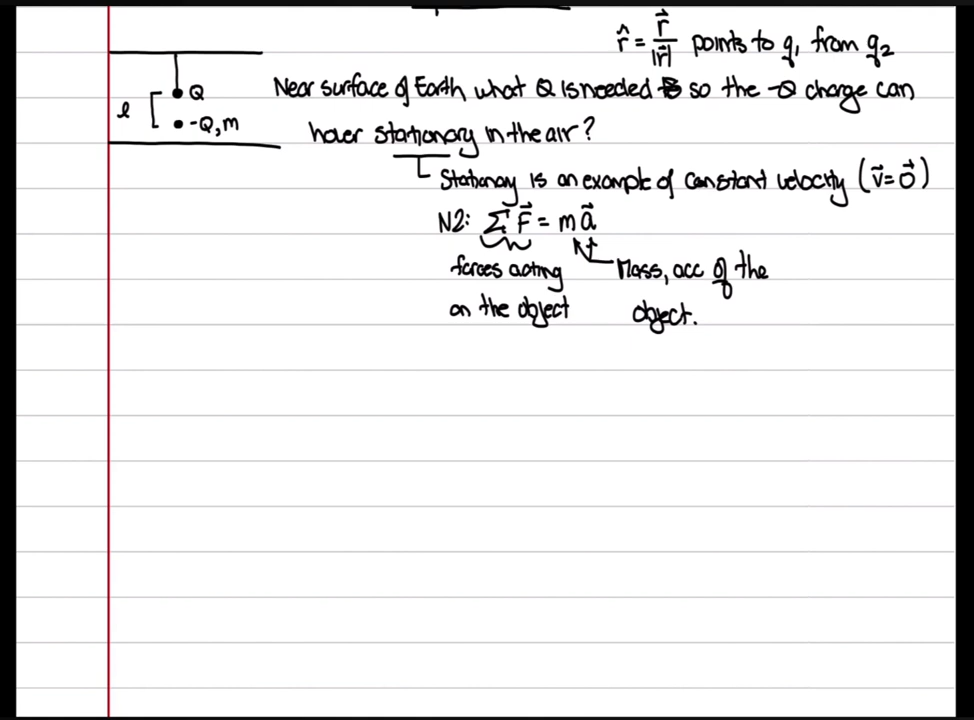 r̂ = r⃗/|r⃗| points to q₁ from q₂
Q
Near surface of Earth what Q is needed so the -Q charge can
l
-Q, m
hover stationary in the air?
Stationary is an example of constant velocity (v⃗ = 0⃗)
N2: ΣF⃗ = ma⃗
forces acting
Mass, acc of the
on the object
object.